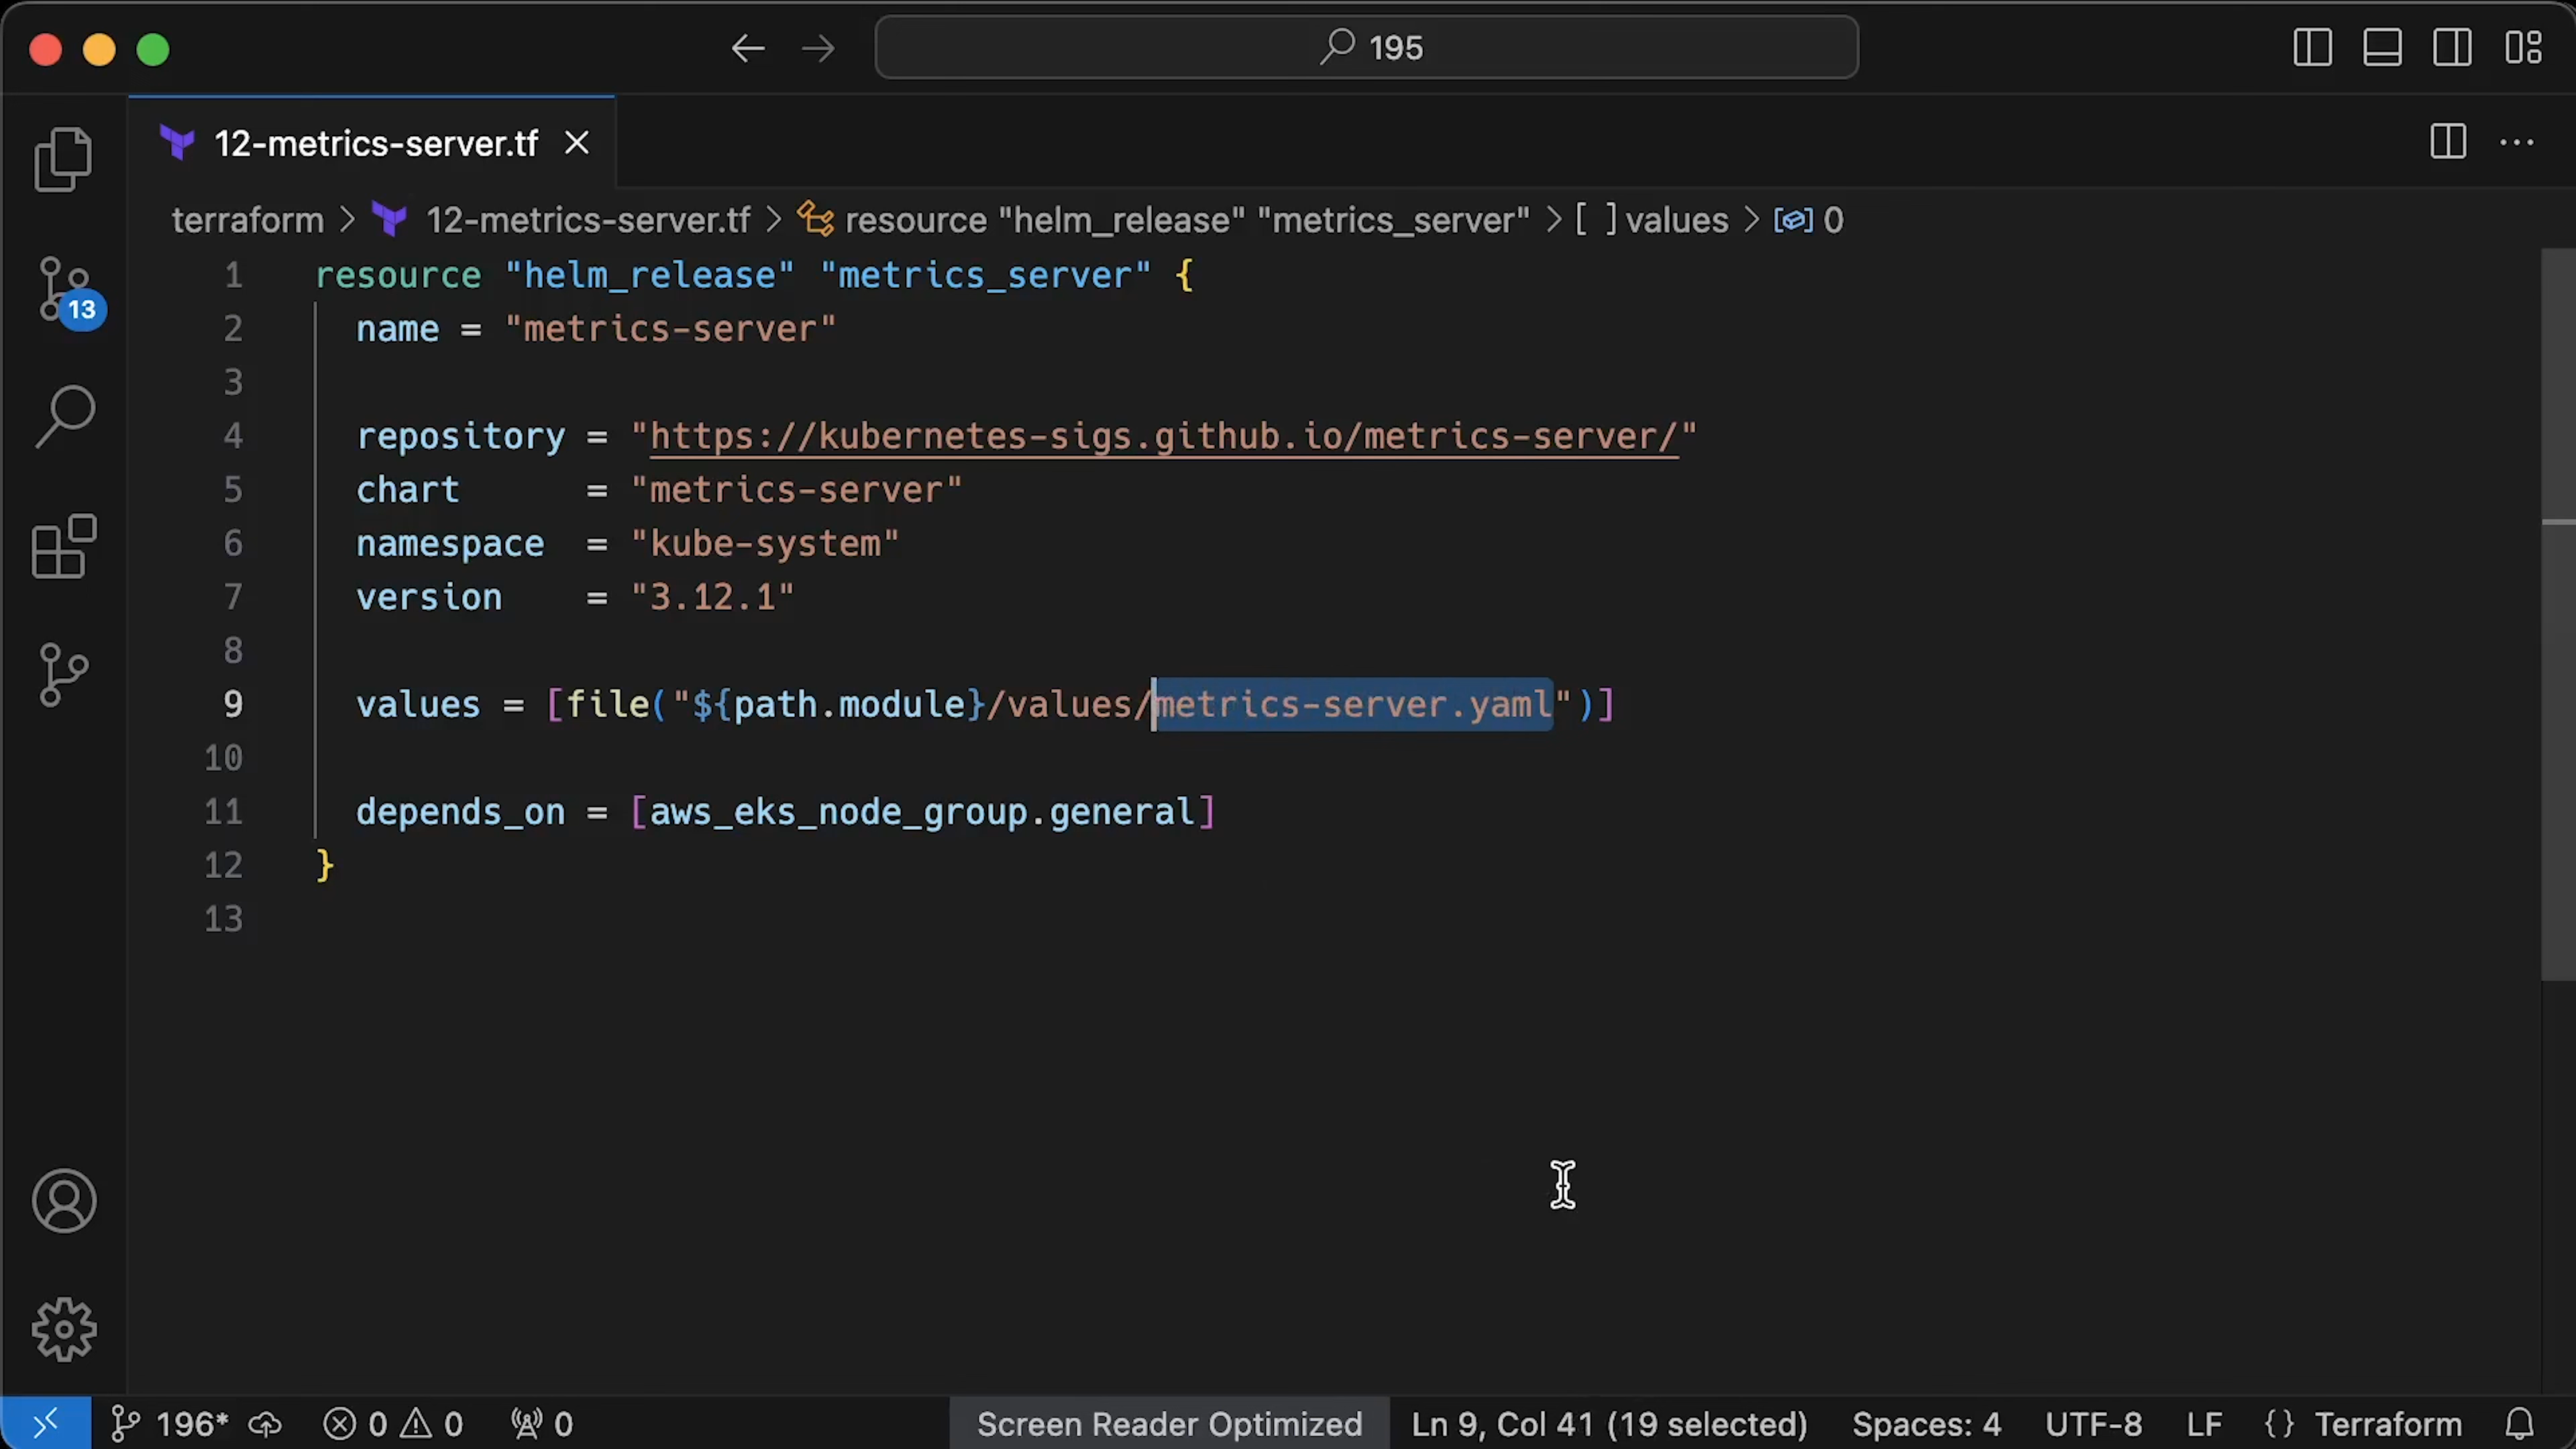 195
12-metrics-server.tf
terraform > 12-metrics-server.tf > resource "helm_release" "metrics_server" > [ ] values > [] 0
1 resource "helm_release" "metrics_server" {
2 name = "metrics-server"
3
4 repository = "https://kubernetes-sigs.github.io/metrics-server/"
5 chart      = "metrics-server"
6 namespace  = "kube-system"
7 version    = "3.12.1"
8
9 values = [file("${path.module}/values/metrics-server.yaml")]
10
11 depends_on = [aws_eks_node_group.general]
12 }
13
13
196* 0 0 0 Screen Reader Optimized Ln 9, Col 41 (19 selected) Spaces: 4 UTF-8 LF {} Terraform